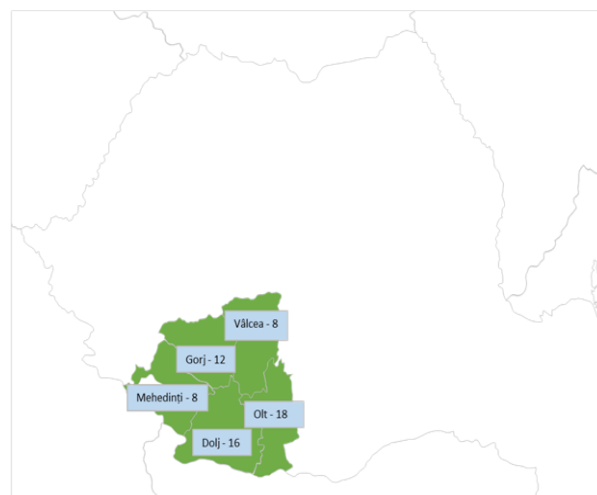 Vâlcea - 8
Gorj - 12
Mehedinți - 8
Olt - 18
Dolj - 16